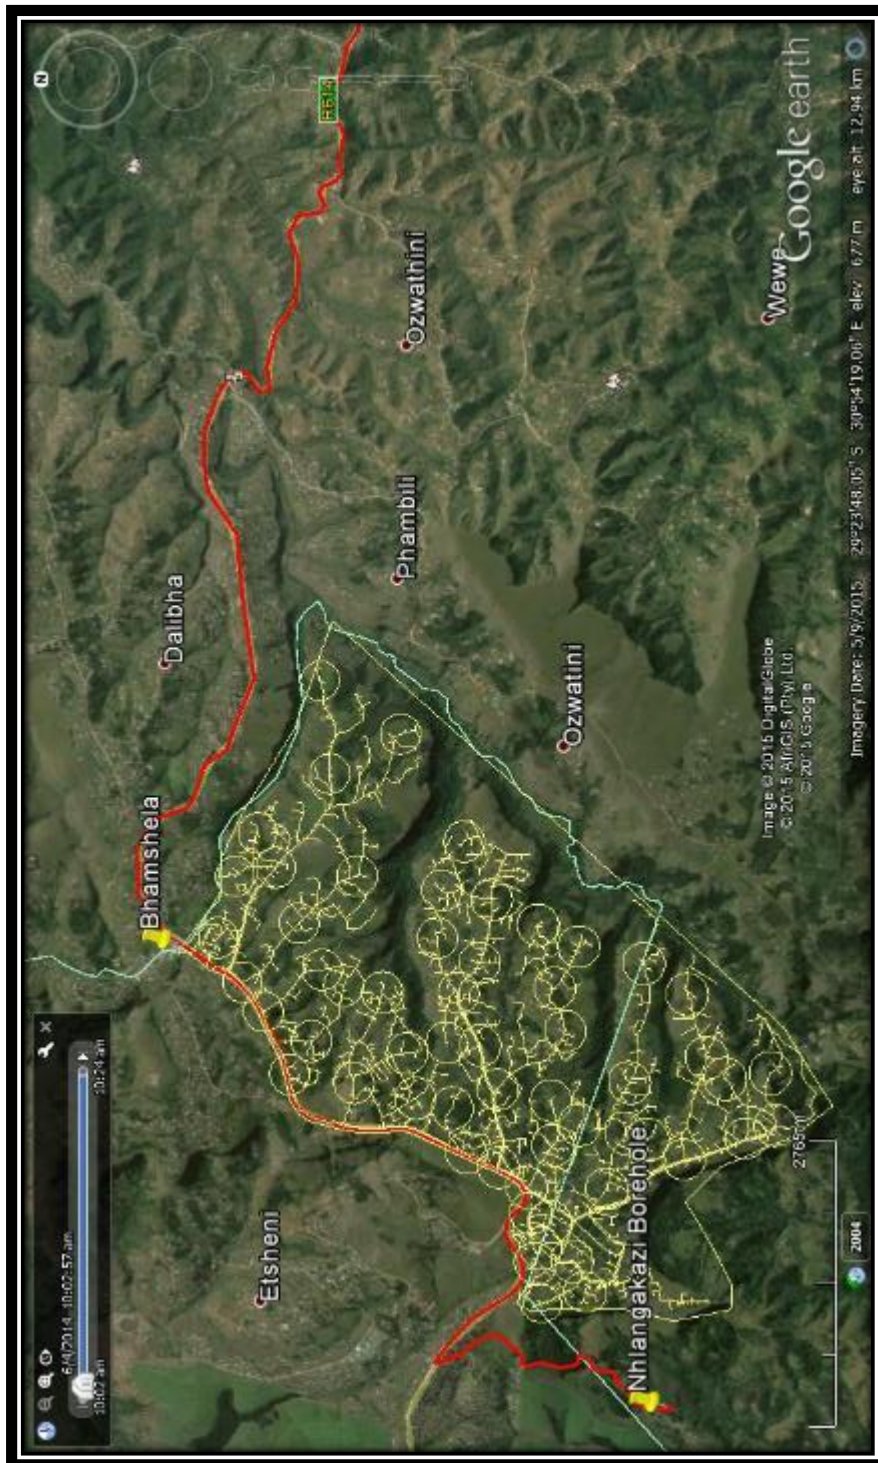 6/4/2014 10:02:57 am
10:02 am
10:24 am
N
R614
Bhamshela
Dalibha
Etsheni
Ozwathini
Phambili
Ozwatini
Wewe
Nhlangakazi Borehole
2765 m
Image © 2015 DigitalGlobe
© 2015 AfriGIS (Pty) Ltd.
© 2015 Google
Google earth
2004
Imagery Date: 5/9/2015 29°23'48.05" S 30°54'19.06" E elev 677 m eye alt 12.94 km